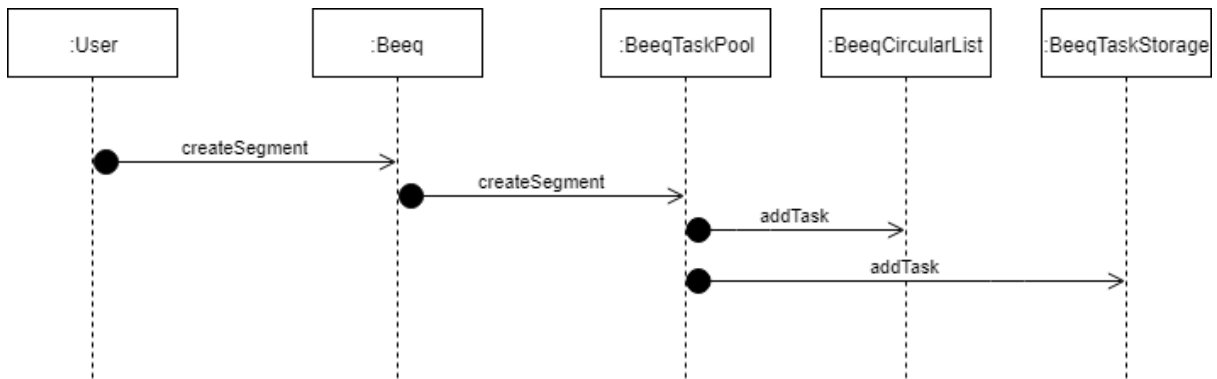 :User
:Beeq
:BeeqTaskPool
:BeeqCircularList
:BeeqTaskStorage
createSegment
createSegment
addTask
addTask